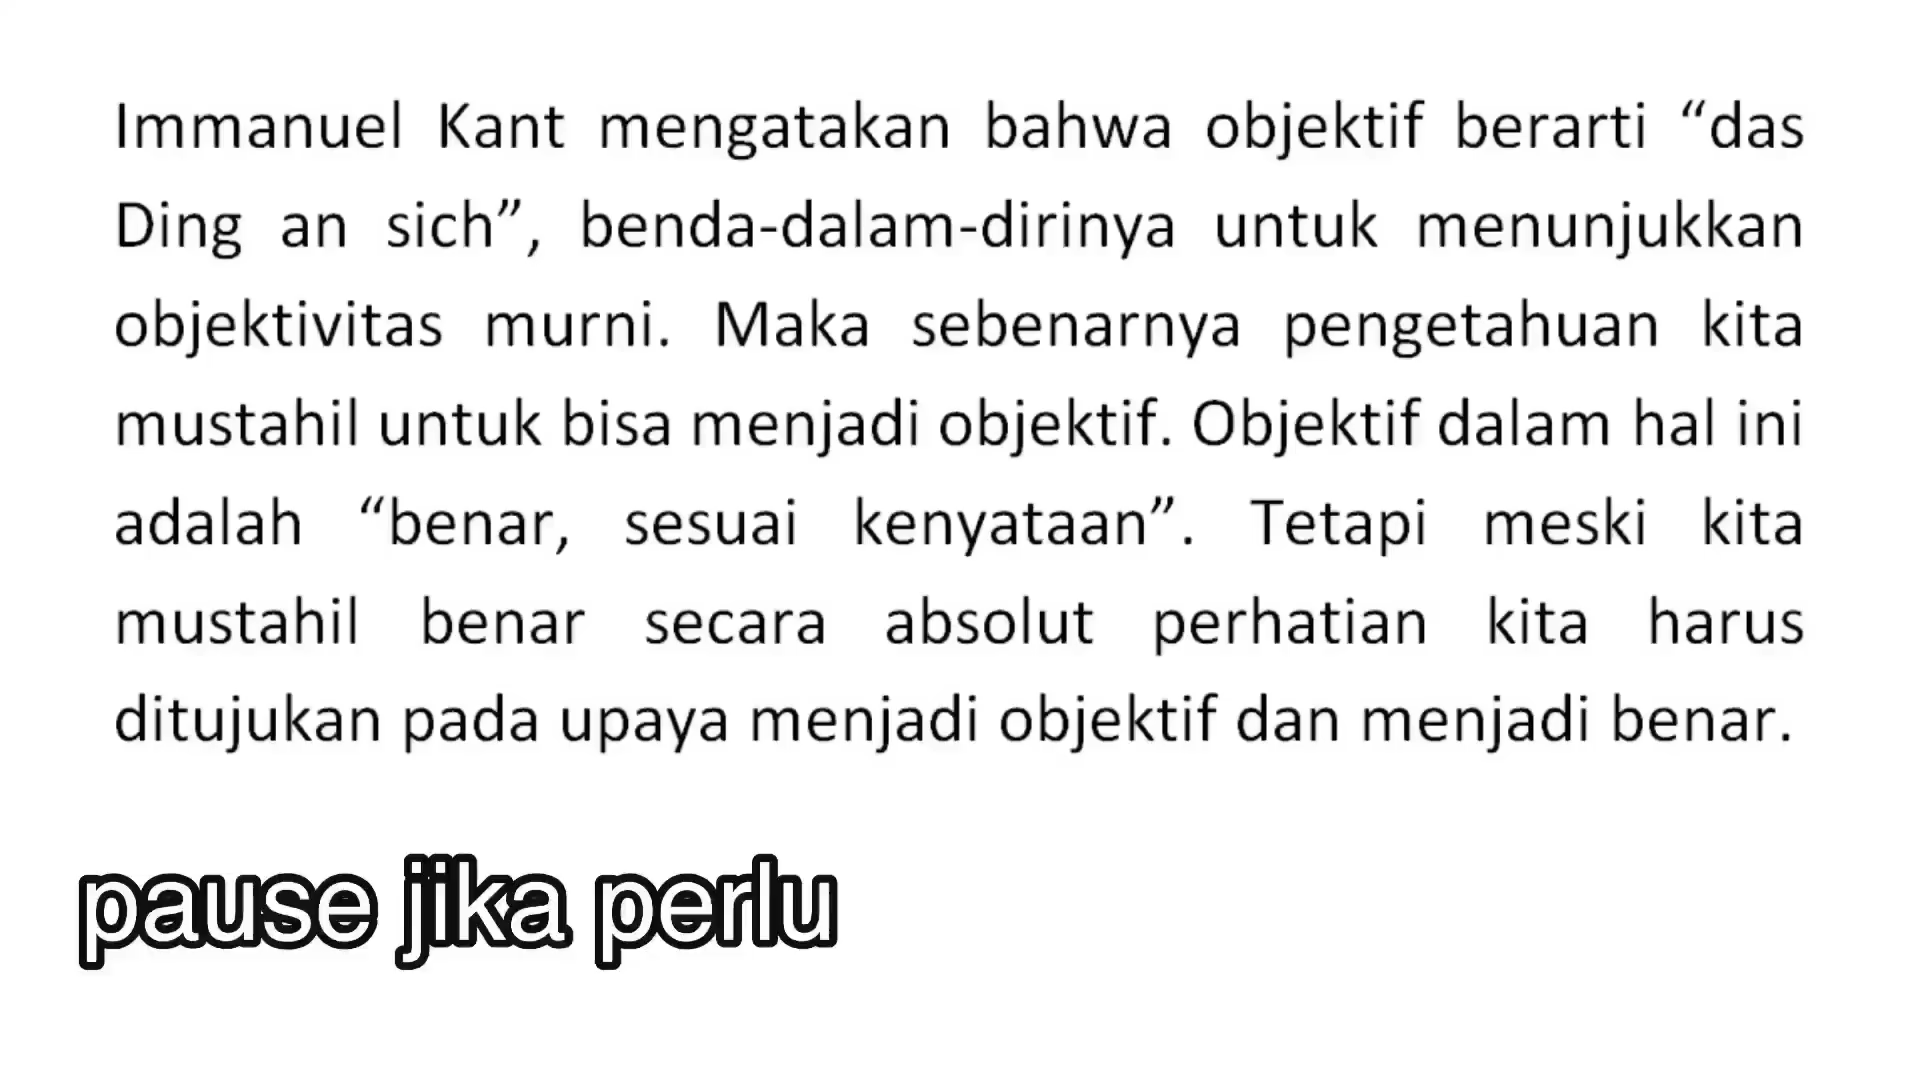 Immanuel Kant mengatakan bahwa objektif berarti “das
Ding an sich”, benda-dalam-dirinya untuk menunjukkan
objektivitas murni. Maka sebenarnya pengetahuan kita
mustahil untuk bisa menjadi objektif. Objektif dalam hal ini
adalah “benar, sesuai kenyataan”. Tetapi meski kita
mustahil benar secara absolut perhatian kita harus
ditujukan pada upaya menjadi objektif dan menjadi benar.
pause jika perlu